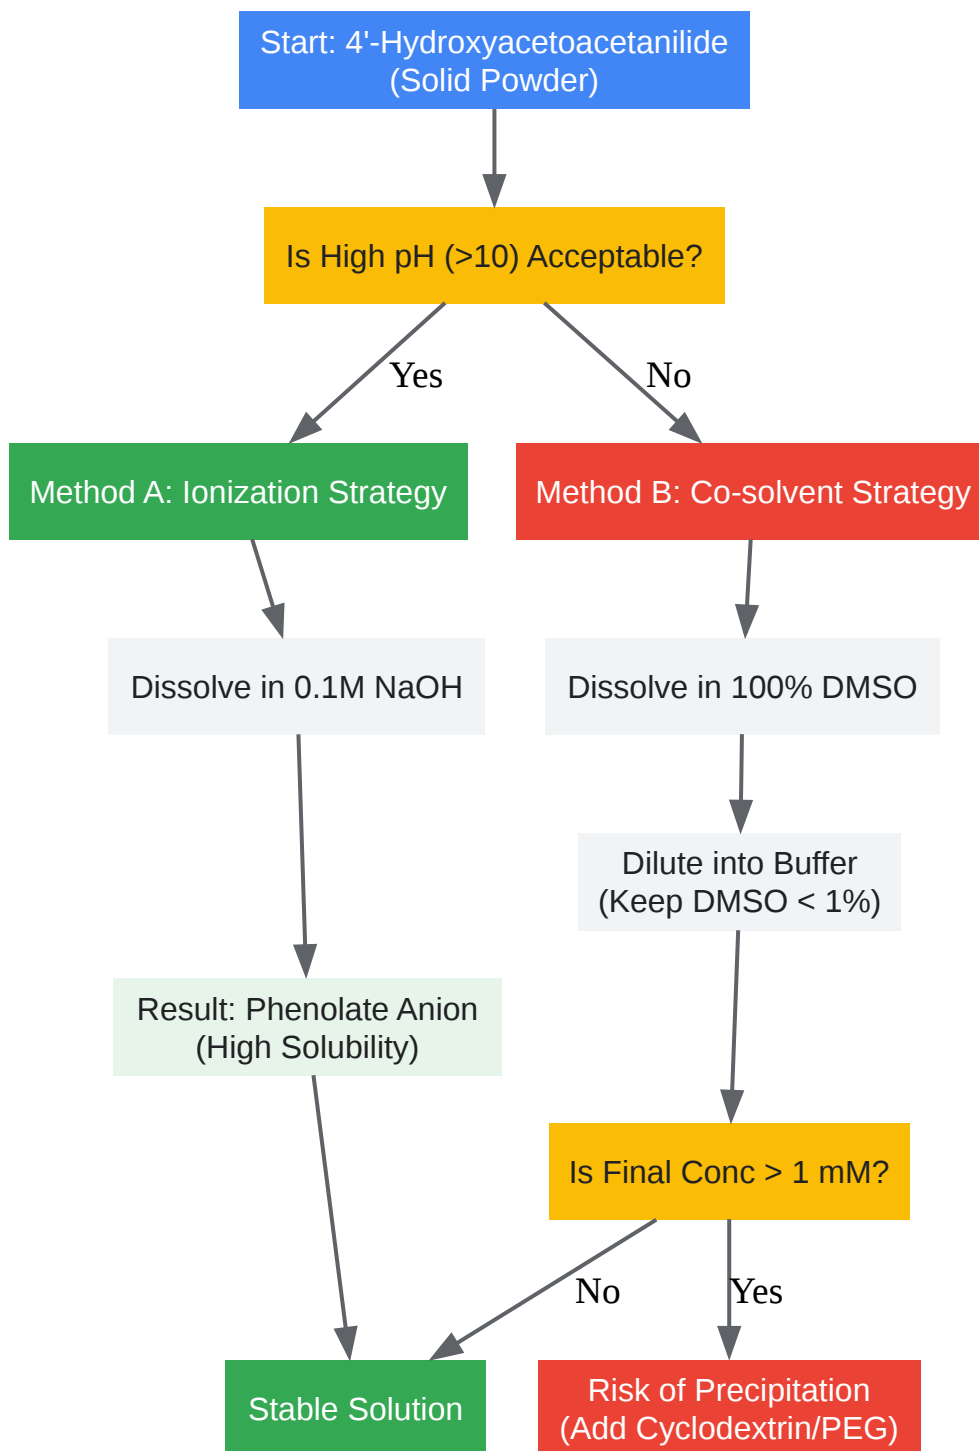 Start: 4'-Hydroxyacetoacetanilide
(Solid Powder)
Is High pH (>10) Acceptable?
Yes
No
Method A: Ionization Strategy
Method B: Co-solvent Strategy
Dissolve in 0.1M NaOH
Dissolve in 100% DMSO
Dilute into Buffer
(Keep DMSO < 1%)
Result: Phenolate Anion
(High Solubility)
Is Final Conc > 1 mM?
No
Yes
Stable Solution
Risk of Precipitation
(Add Cyclodextrin/PEG)